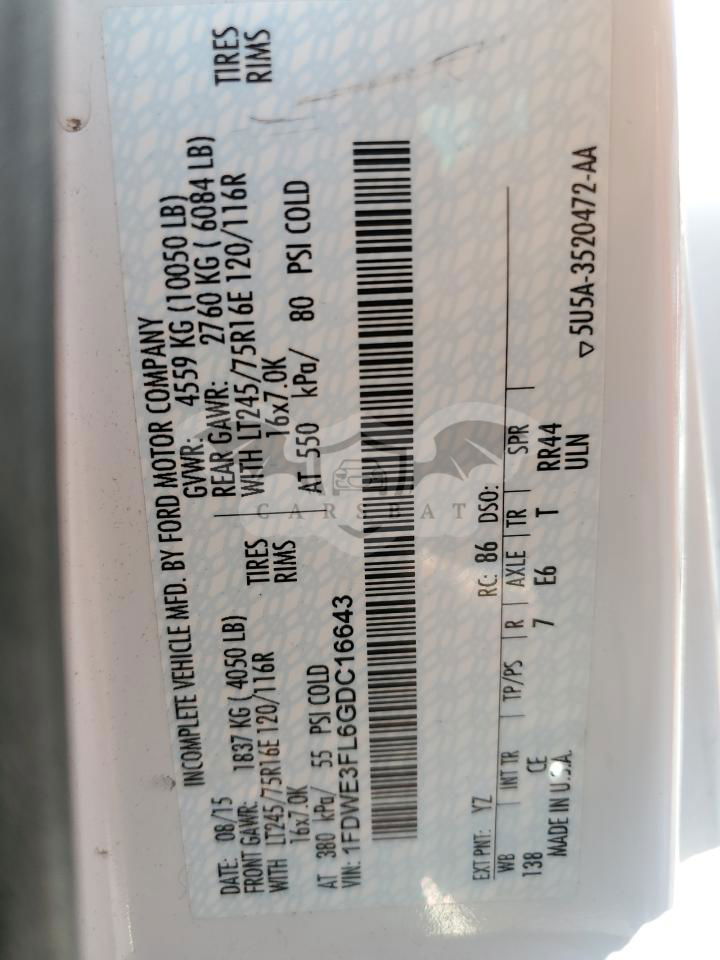 INCOMPLETE VEHICLE MFD. BY FORD MOTOR COMPANY
DATE: 08/15 GVWR: 4559 KG (10050 LB)
FRONT GAWR: 1837 KG ( 4050 LB) REAR GAWR: 2760 KG ( 6084 LB)
WITH LT245/75R16E 120/116R TIRES WITH LT245/75R16E 120/116R TIRES
16x7.0K RIMS 16x7.0K RIMS
AT 380 kPa/ 55 PSI COLD AT 550 kPa/ 80 PSI COLD
VIN: 1FDWE3FL6GDC16643
CARSBAT
EXT PNT: YZ RC: 86 DSO:
WB INT TR TP/PS R AXLE TR SPR
138 CE 7 E6 T RR44
MADE IN U.S.A. ULN
▽5U5A-3520472-AA